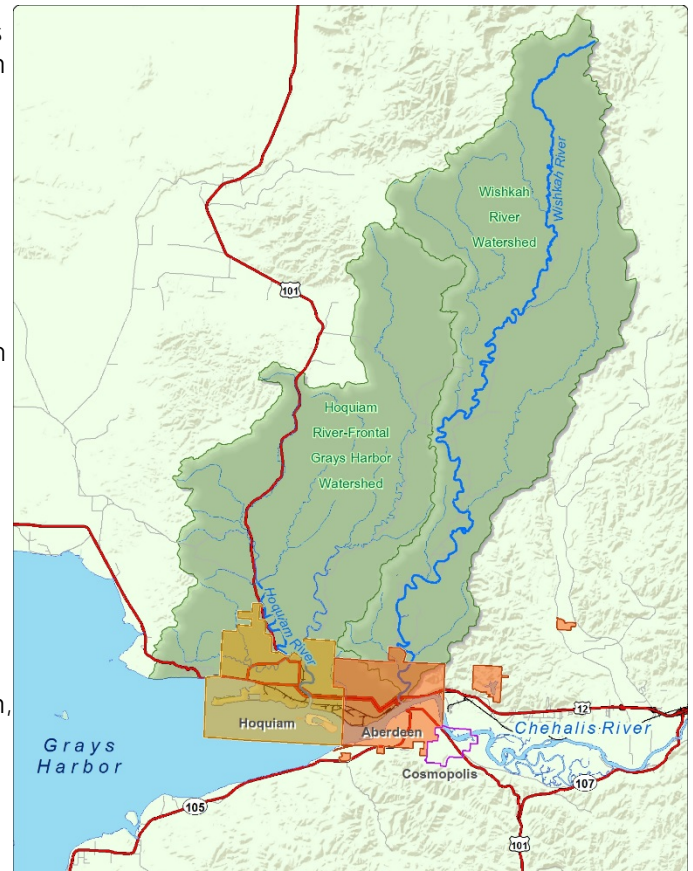 s
n
n
n,
Wishkah
River
Watershed
Wishkah River
101
Hoquiam
River-Frontal
Grays Harbor
Watershed
Hoquiam River
12
Hoquiam
Aberdeen
Chehalis River
Grays
Harbor
Cosmopolis
107
105
101